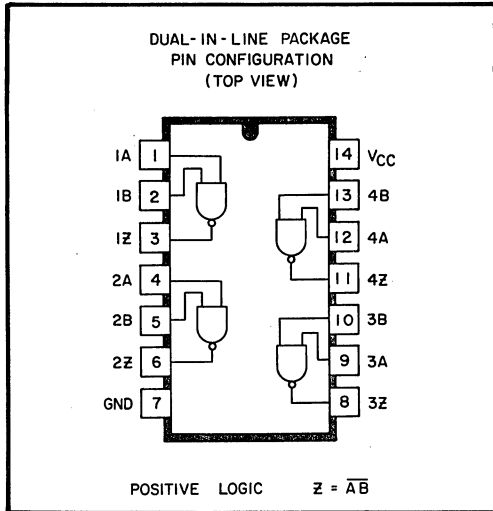 DUAL-IN-LINE PACKAGE
PIN CONFIGURATION
(TOP VIEW)
1A 1
1B 2
1Z 3
2A 4
2B 5
2Z 6
GND 7
14 VCC
13 4B
12 4A
11 4Z
10 3B
9 3A
8 3Z
POSITIVE LOGIC Z = A̅B̅